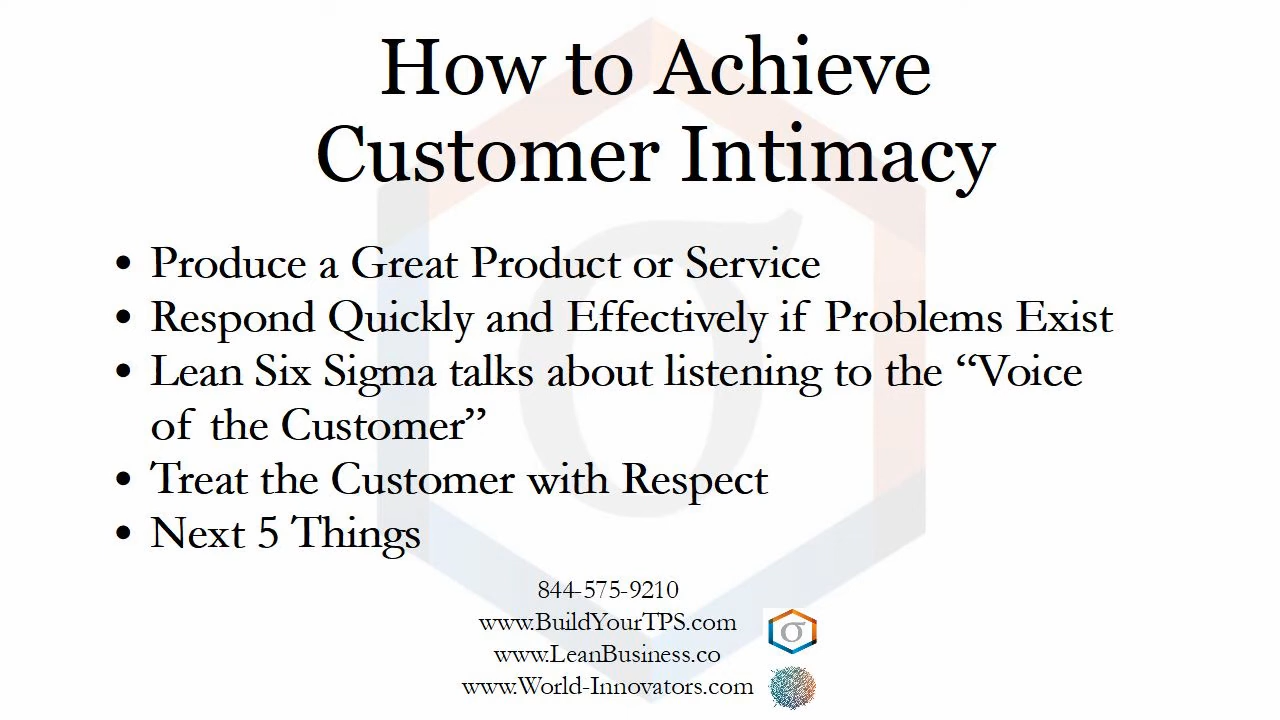 How to Achieve
Customer Intimacy
• Produce a Great Product or Service
• Respond Quickly and Effectively if Problems Exist
• Lean Six Sigma talks about listening to the “Voice
of the Customer”
• Treat the Customer with Respect
• Next 5 Things
844-575-9210
www.BuildYourTPS.com
www.LeanBusiness.co
www.World-Innovators.com
σ